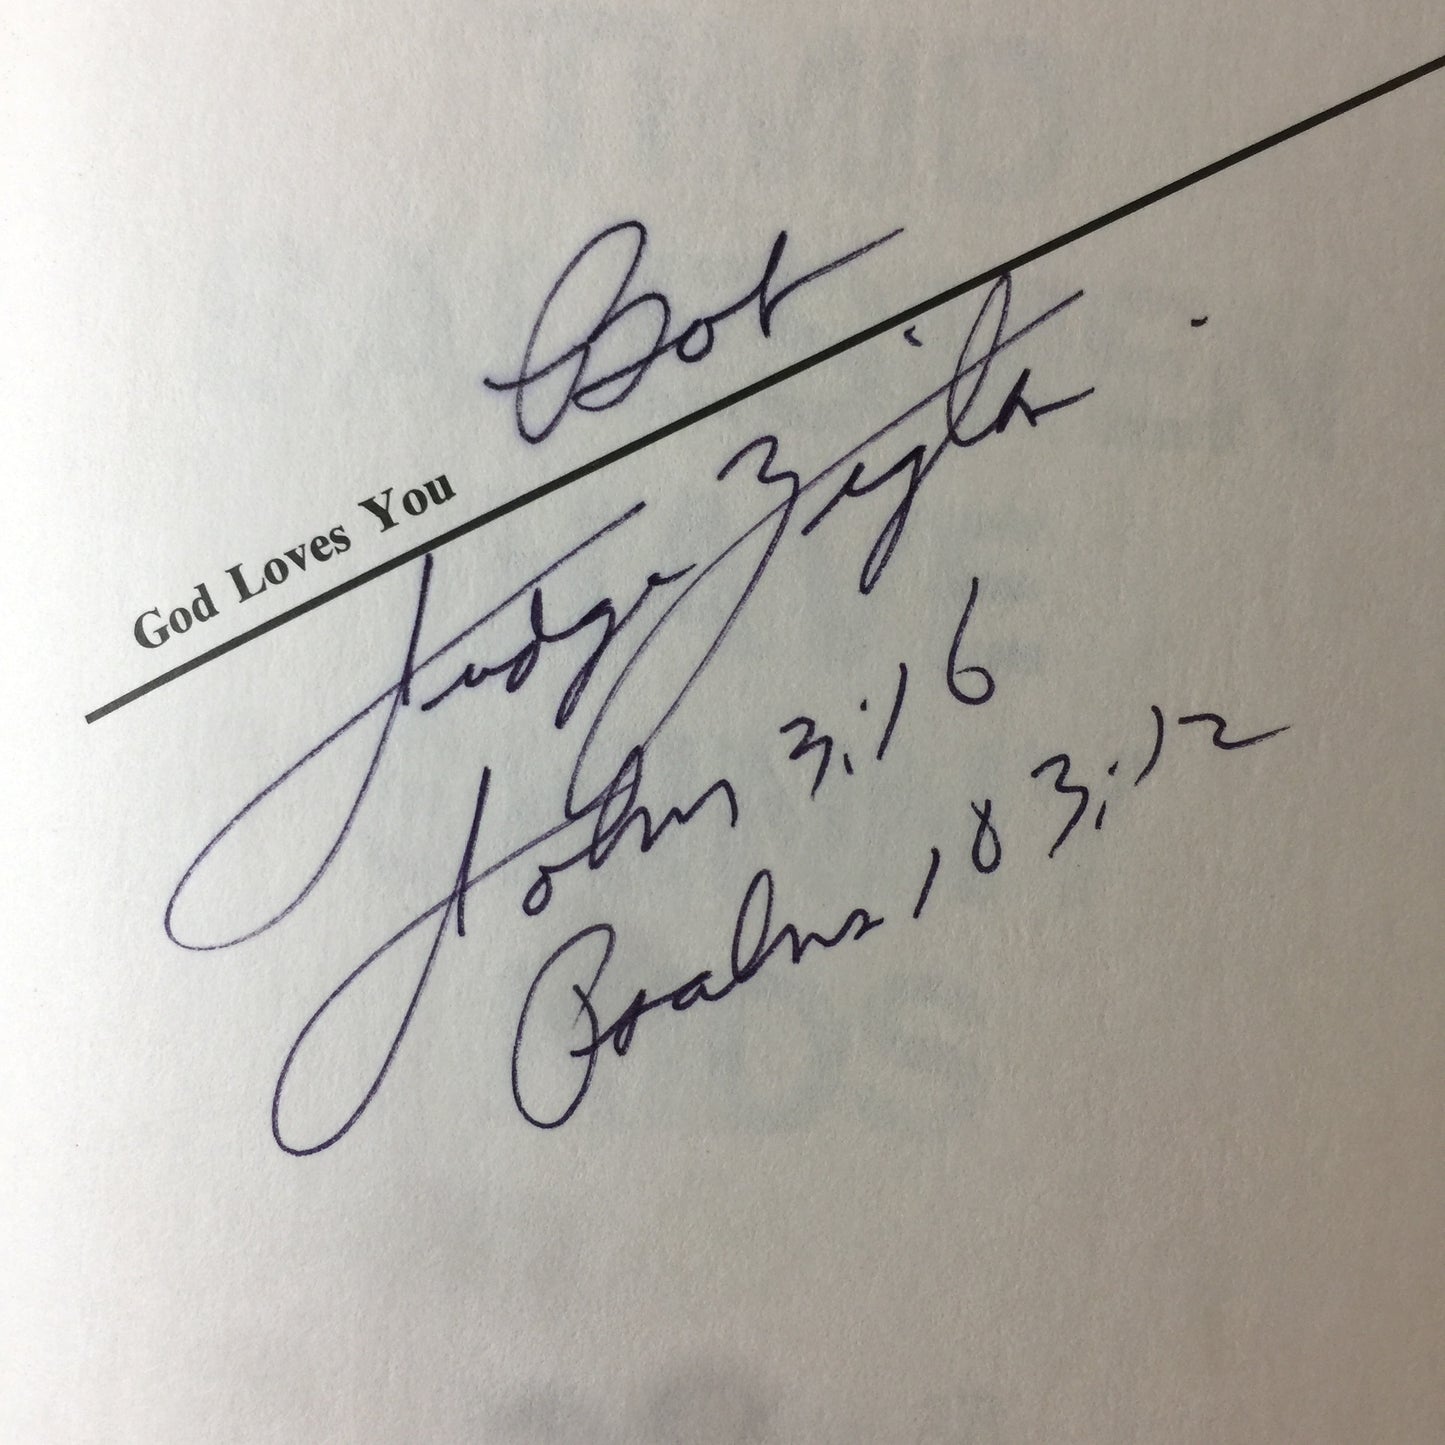 God Loves You
Bob
Judge Ziglar
John 3:16
Psalms 103:12